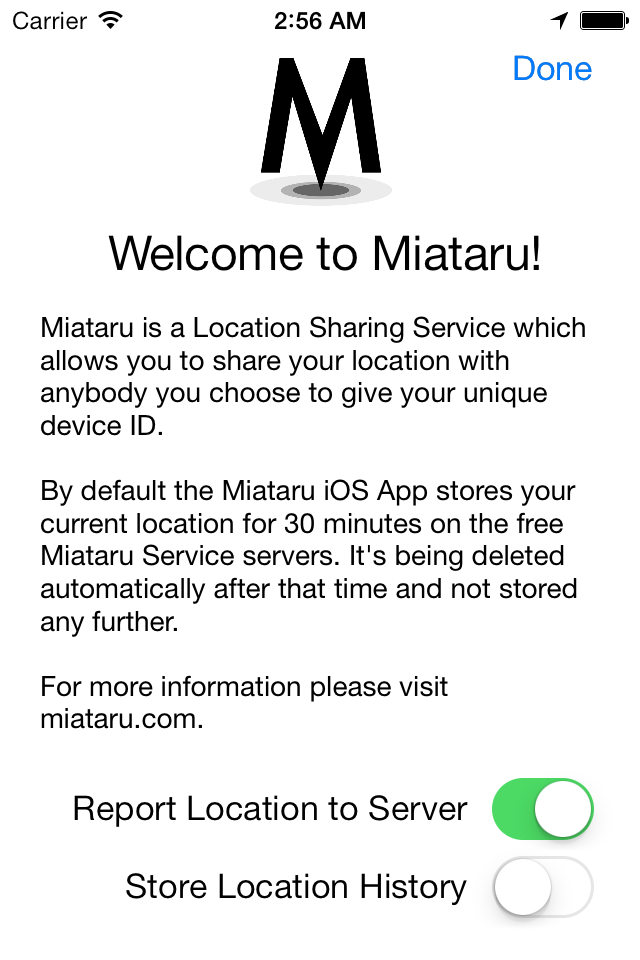 Carrier 2:56 AM
Done
M
Welcome to Miataru!
Miataru is a Location Sharing Service which
allows you to share your location with
anybody you choose to give your unique
device ID.
By default the Miataru iOS App stores your
current location for 30 minutes on the free
Miataru Service servers. It's being deleted
automatically after that time and not stored
any further.
For more information please visit
miataru.com.
Report Location to Server
Store Location History